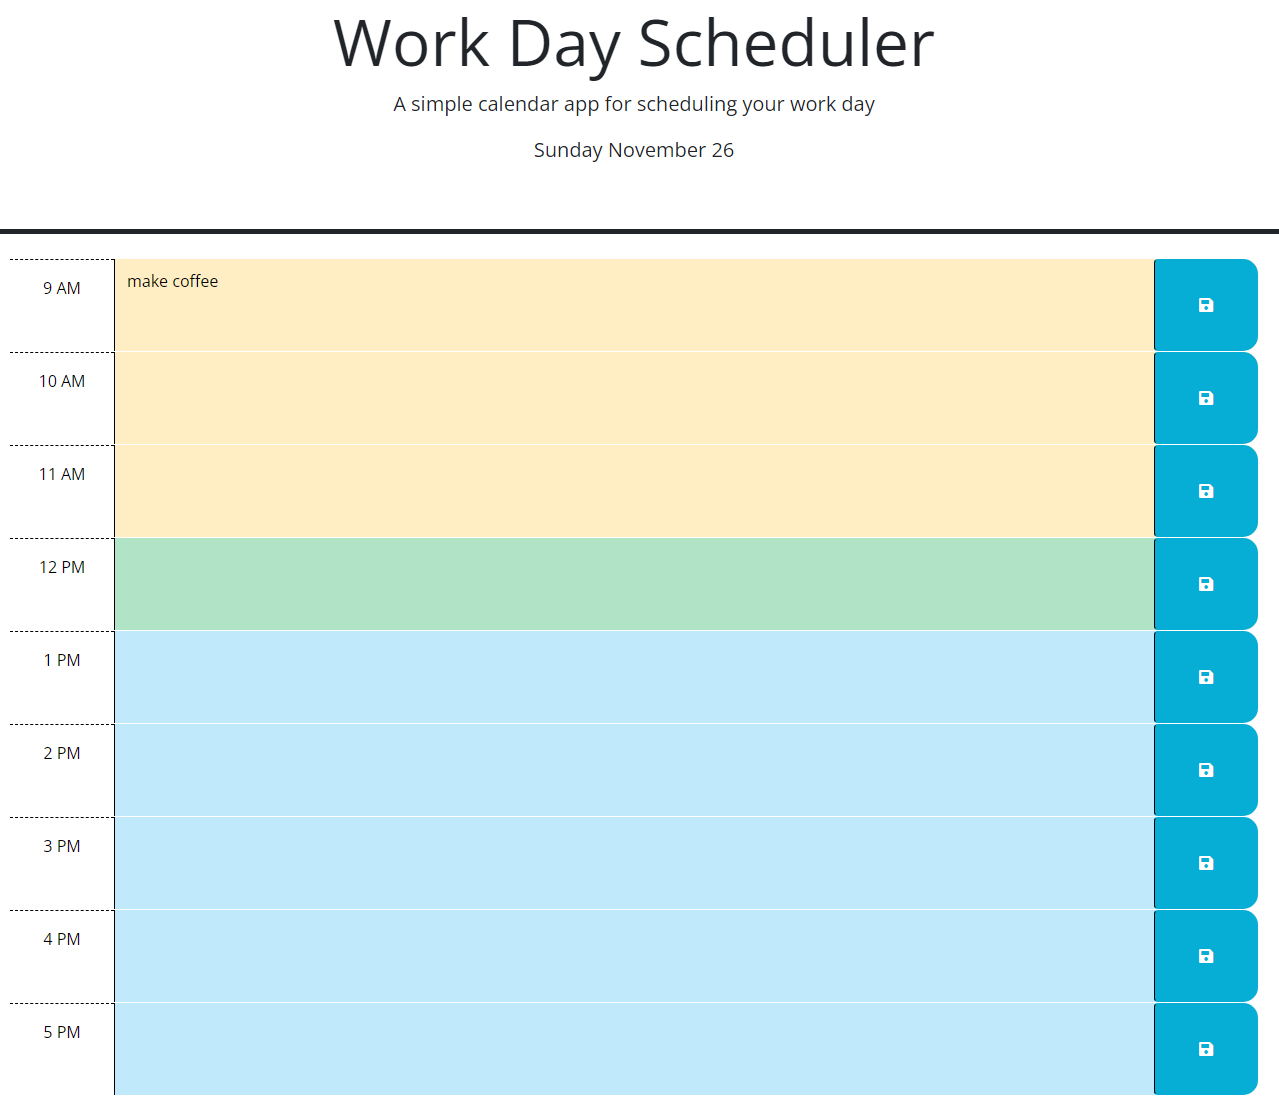 Work Day Scheduler
A simple calendar app for scheduling your work day
Sunday November 26
9 AM
make coffee
10 AM
11 AM
12 PM
1 PM
2 PM
3 PM
4 PM
5 PM